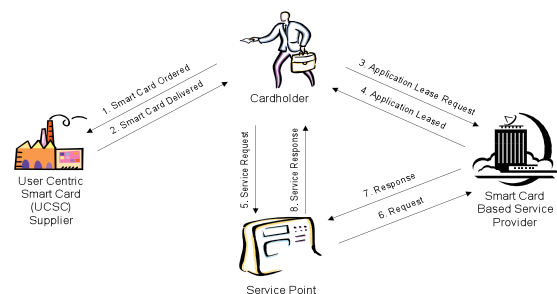 Cardholder
1. Smart Card Ordered
2. Smart Card Delivered
3. Application Lease Request
4. Application Leased
User Centric
Smart Card
(UCSC)
Supplier
5. Service Request
8. Service Response
7. Response
6. Request
Smart Card
Based Service
Provider
Service Point